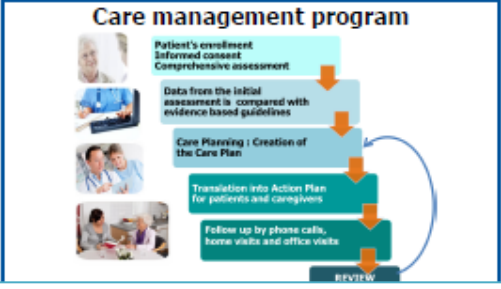 Care management program
Patient's enrollment
Informed consent
Comprehensive assessment
Data from the initial
assessment is compared with
evidence based guidelines
Care Planning : Creation of
the Care Plan
Translation into Action Plan
for patients and caregivers
Follow up by phone calls,
home visits and office visits
REVIEW